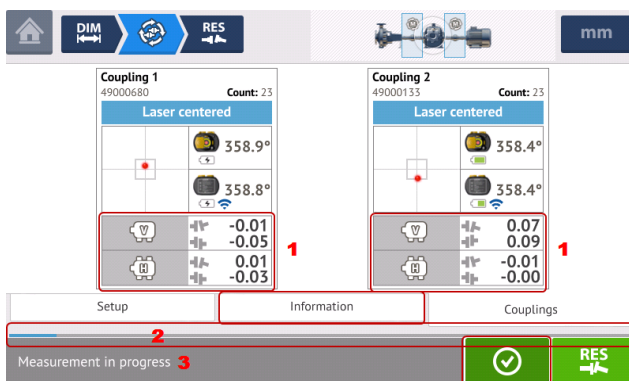 DIM
RES
mm
Coupling 1
49000680 Count: 23
Laser centered
358.9°
358.8°
V -0.01
-0.05
H 0.01
-0.03
1
Coupling 2
49000133 Count: 23
Laser centered
358.4°
358.4°
V 0.07
0.09
H -0.01
-0.00
1
Setup
Information
Couplings
2
Measurement in progress 3
RES